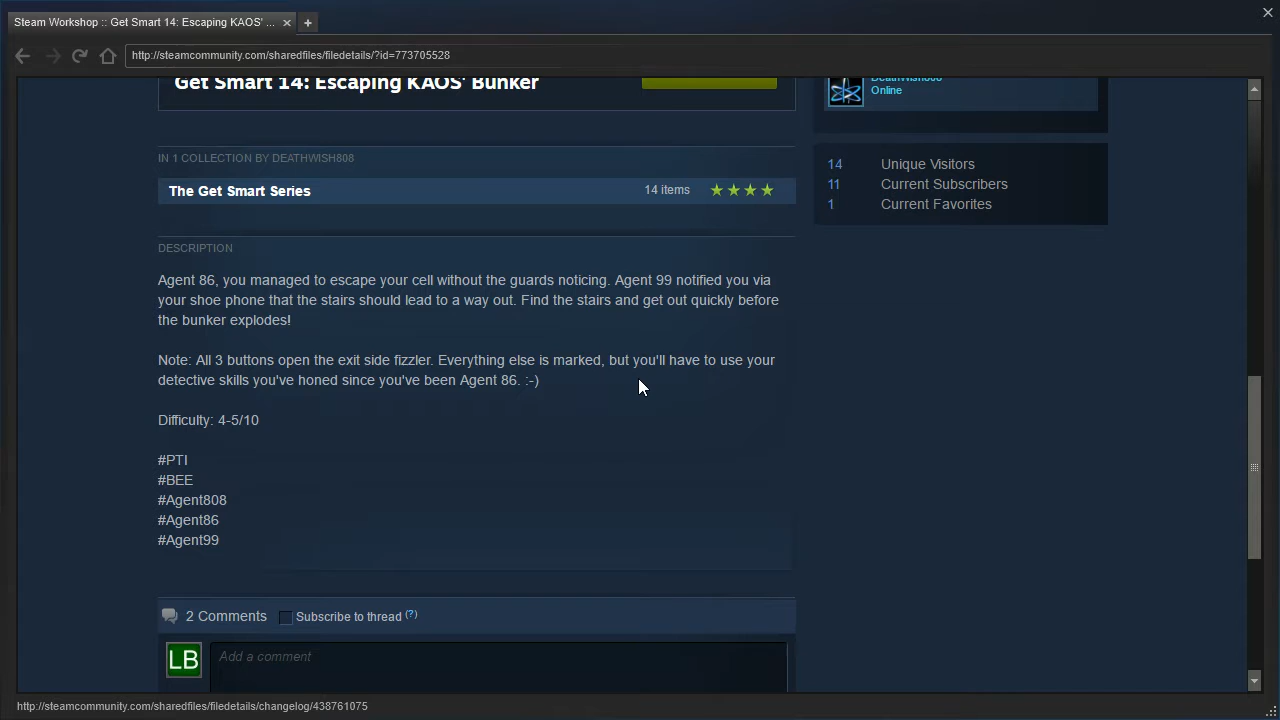 Steam Workshop :: Get Smart 14: Escaping KAOS' ...
http://steamcommunity.com/sharedfiles/filedetails/?id=773705528
Get Smart 14: Escaping KAOS' Bunker
Online
IN 1 COLLECTION BY DEATHWISH808
The Get Smart Series 14 items
14 Unique Visitors
11 Current Subscribers
1 Current Favorites
DESCRIPTION
Agent 86, you managed to escape your cell without the guards noticing. Agent 99 notified you via
your shoe phone that the stairs should lead to a way out. Find the stairs and get out quickly before
the bunker explodes!
Note: All 3 buttons open the exit side fizzler. Everything else is marked, but you'll have to use your
detective skills you've honed since you've been Agent 86. :-)
Difficulty: 4-5/10
#PTI
#BEE
#Agent808
#Agent86
#Agent99
2 Comments Subscribe to thread (?)
LB Add a comment
http://steamcommunity.com/sharedfiles/filedetails/changelog/438761075